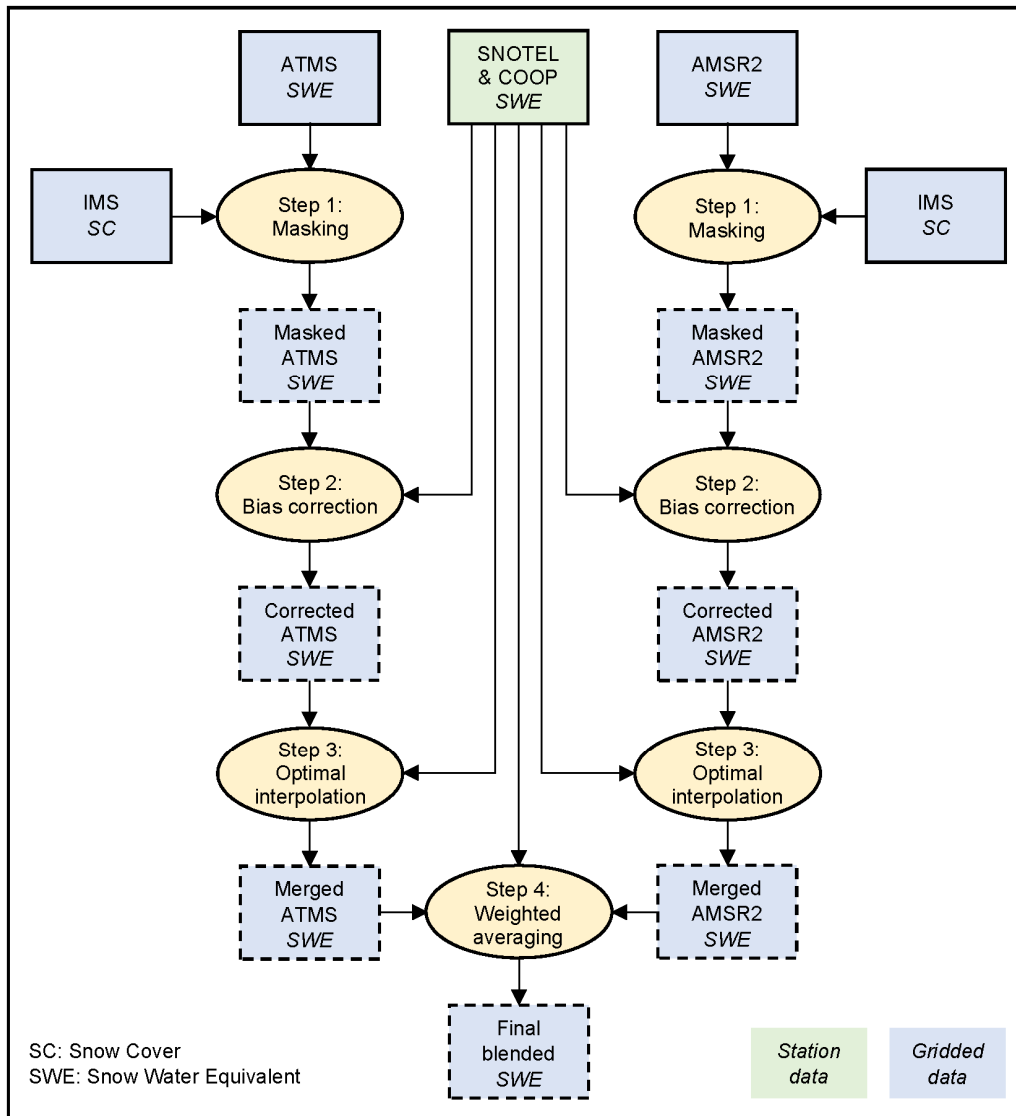 ATMS
SWE
SNOTEL
& COOP
SWE
AMSR2
SWE
IMS
SC
Step 1:
Masking
Step 1:
Masking
IMS
SC
Masked
ATMS
SWE
Masked
AMSR2
SWE
Step 2:
Bias correction
Step 2:
Bias correction
Corrected
ATMS
SWE
Corrected
AMSR2
SWE
Step 3:
Optimal
interpolation
Step 3:
Optimal
interpolation
Merged
ATMS
SWE
Step 4:
Weighted
averaging
Merged
AMSR2
SWE
Final
blended
SWE
SC: Snow Cover
SWE: Snow Water Equivalent
Station
data
Gridded
data